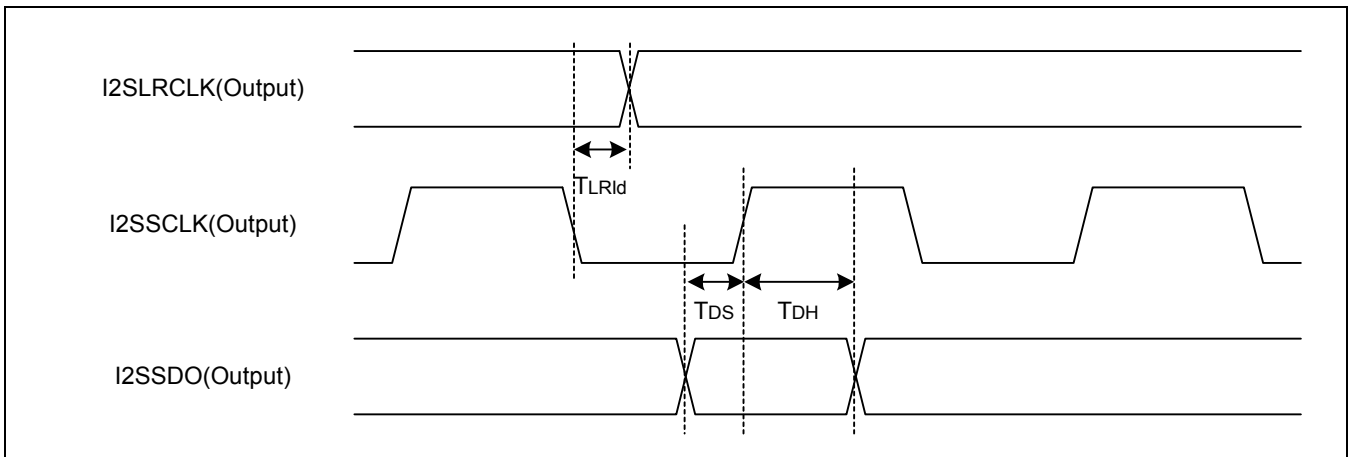 I2SLRCLK(Output)
TLRld
I2SSCLK(Output)
TDS
TDH
I2SSDO(Output)